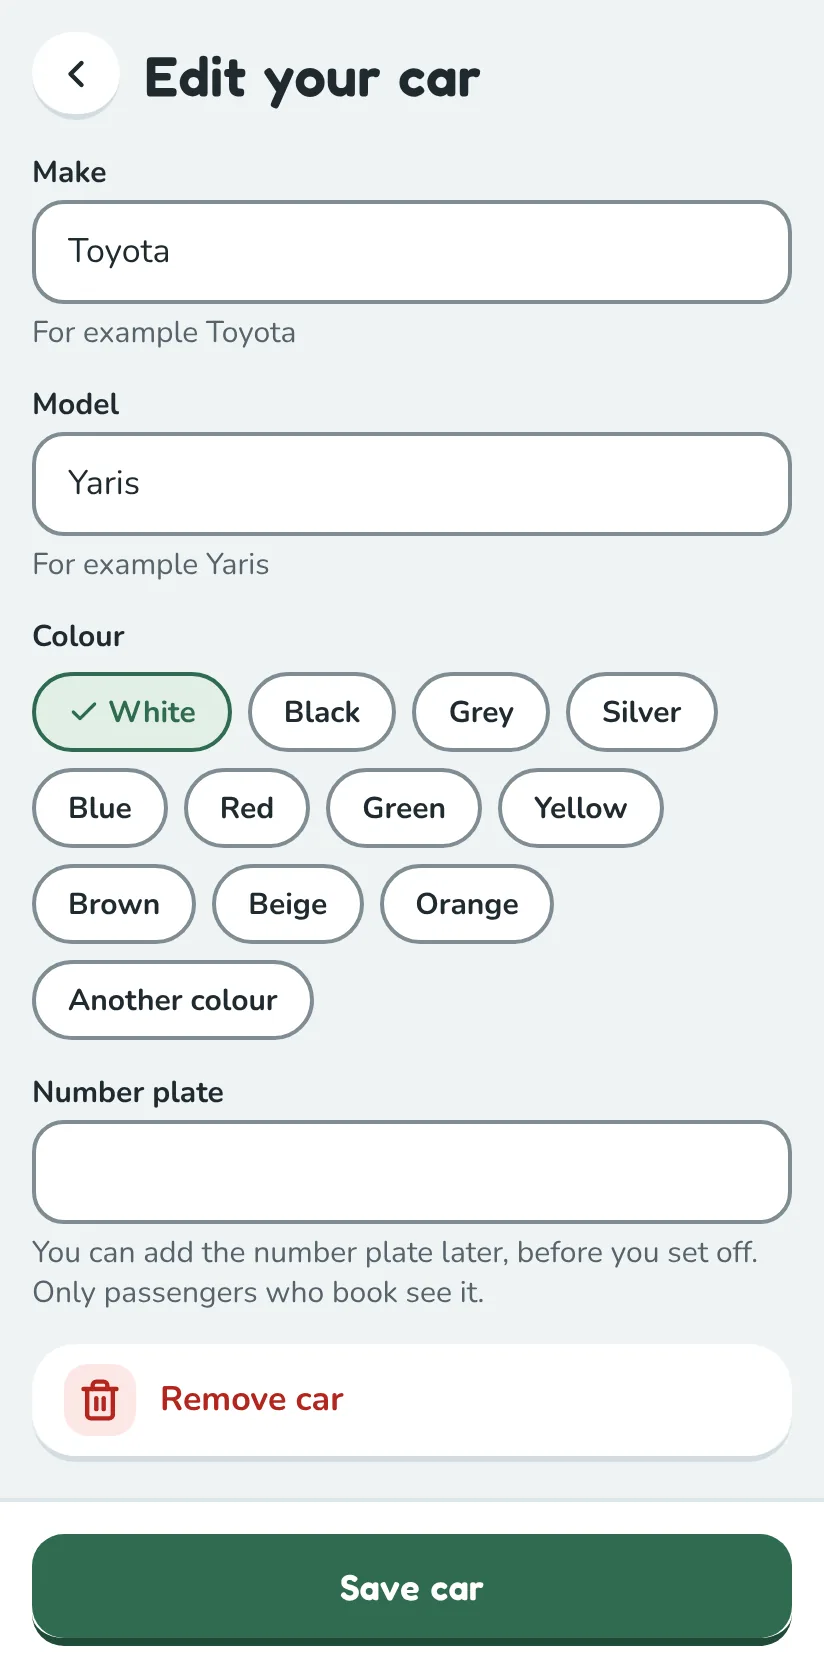 Edit your car
Make
Toyota
For example Toyota
Model
Yaris
For example Yaris
Colour
White Black Grey Silver
Blue Red Green Yellow
Brown Beige Orange
Another colour
Number plate
You can add the number plate later, before you set off.
Only passengers who book see it.
Remove car
Save car